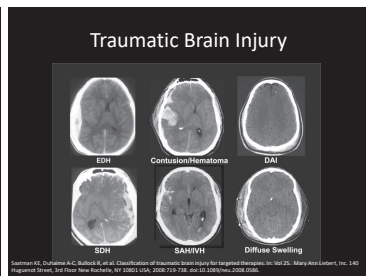 Traumatic Brain Injury
EDH
Contusion/Hematoma
DAI
SDH
SAH/IVH
Diffuse Swelling
Saatman KE, Duhaime A-C, Bullock R, et al. Classification of traumatic brain injury for targeted therapies. In: Vol 25. Mary Ann Liebert, Inc. 140
Huguenot Street, 3rd Floor New Rochelle, NY 10801 USA; 2008:719-738. doi:10.1089/neu.2008.0586.